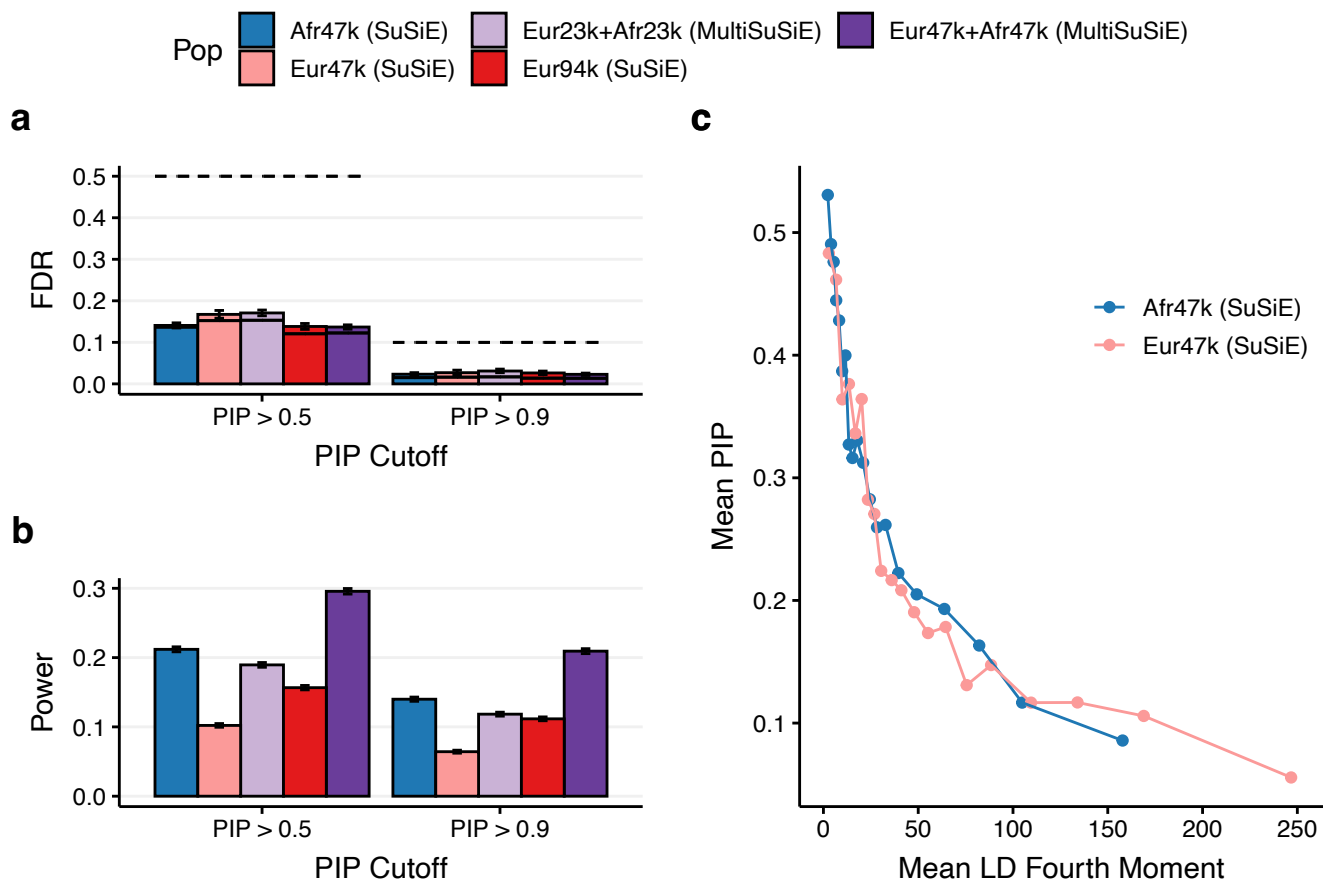 Pop
Afr47k (SuSiE)
Eur23k+Afr23k (MultiSuSiE)
Eur47k+Afr47k (MultiSuSiE)
Eur47k (SuSiE)
Eur94k (SuSiE)
a
FDR
0.5
0.4
0.3
0.2
0.1
0.0
PIP > 0.5
PIP > 0.9
PIP Cutoff
b
Power
0.3
0.2
0.1
0.0
PIP > 0.5
PIP > 0.9
PIP Cutoff
c
Mean PIP
0.5
0.4
0.3
0.2
0.1
Afr47k (SuSiE)
Eur47k (SuSiE)
0
50
100
150
200
250
Mean LD Fourth Moment